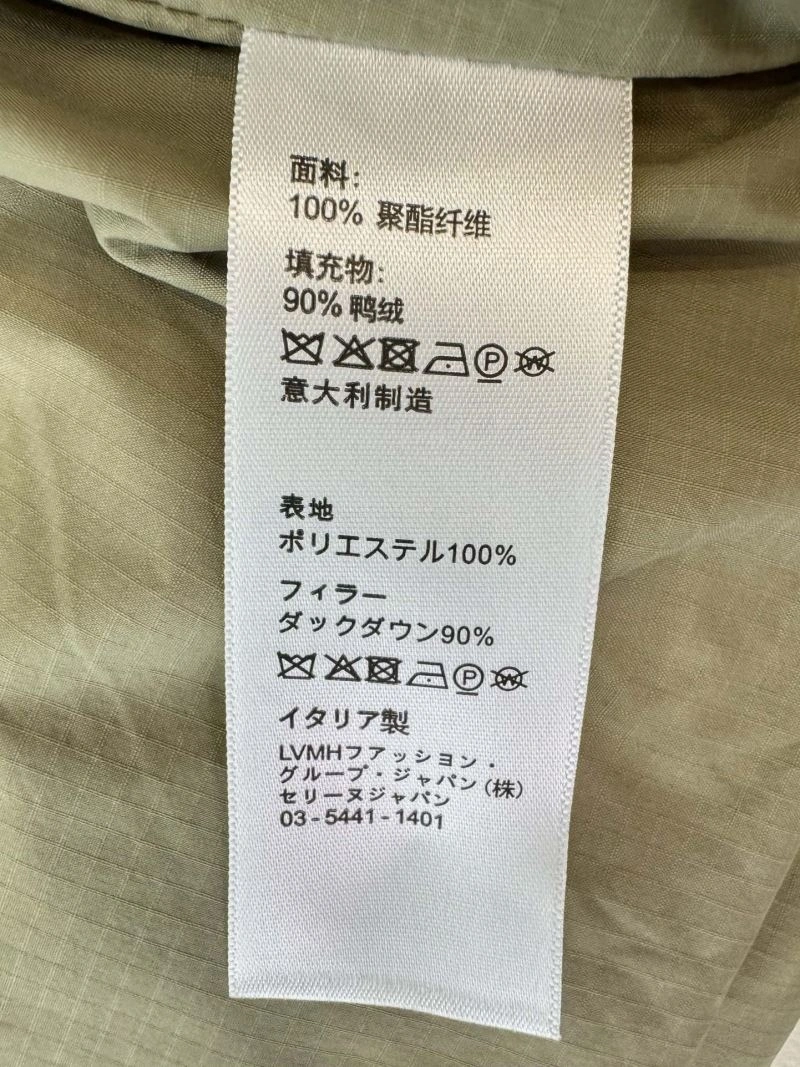 面料:
100% 聚酯纤维
填充物:
90% 鸭绒
P W
意大利制造
表地
ポリエステル100%
フィラー
ダックダウン90%
P W
イタリア製
LVMHファッション・
グループ・ジャパン(株)
セリーヌジャパン
03-5441-1401